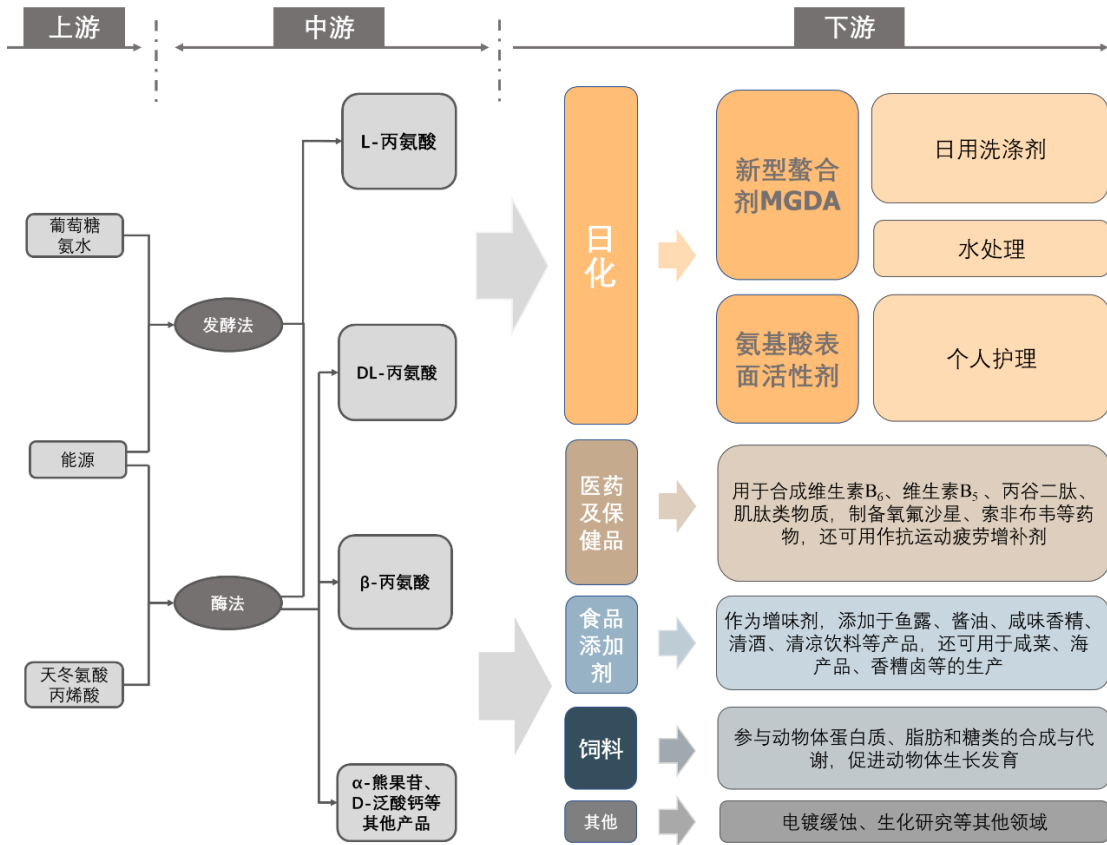 上游
中游
下游
L-丙氨酸
葡萄糖
氨水
发酵法
DL-丙氨酸
能源
β-丙氨酸
酶法
天冬氨酸
丙烯酸
α-熊果苷、
D-泛酸钙等
其他产品
日
化
新型螯合
剂MGDA
日用洗涤剂
水处理
氨基酸表
面活性剂
个人护理
医药
及保
健品
用于合成维生素B₆、维生素B₅ 、丙谷二肽、
肌肽类物质，制备氧氟沙星、索非布韦等药
物，还可用作抗运动疲劳增补剂
食品
添加
剂
作为增味剂，添加于鱼露、酱油、咸味香精、
清酒、清凉饮料等产品，还可用于咸菜、海
产品、香糟卤等的生产
饲料
参与动物体蛋白质、脂肪和糖类的合成与代
谢，促进动物体生长发育
其他
电镀缓蚀、生化研究等其他领域